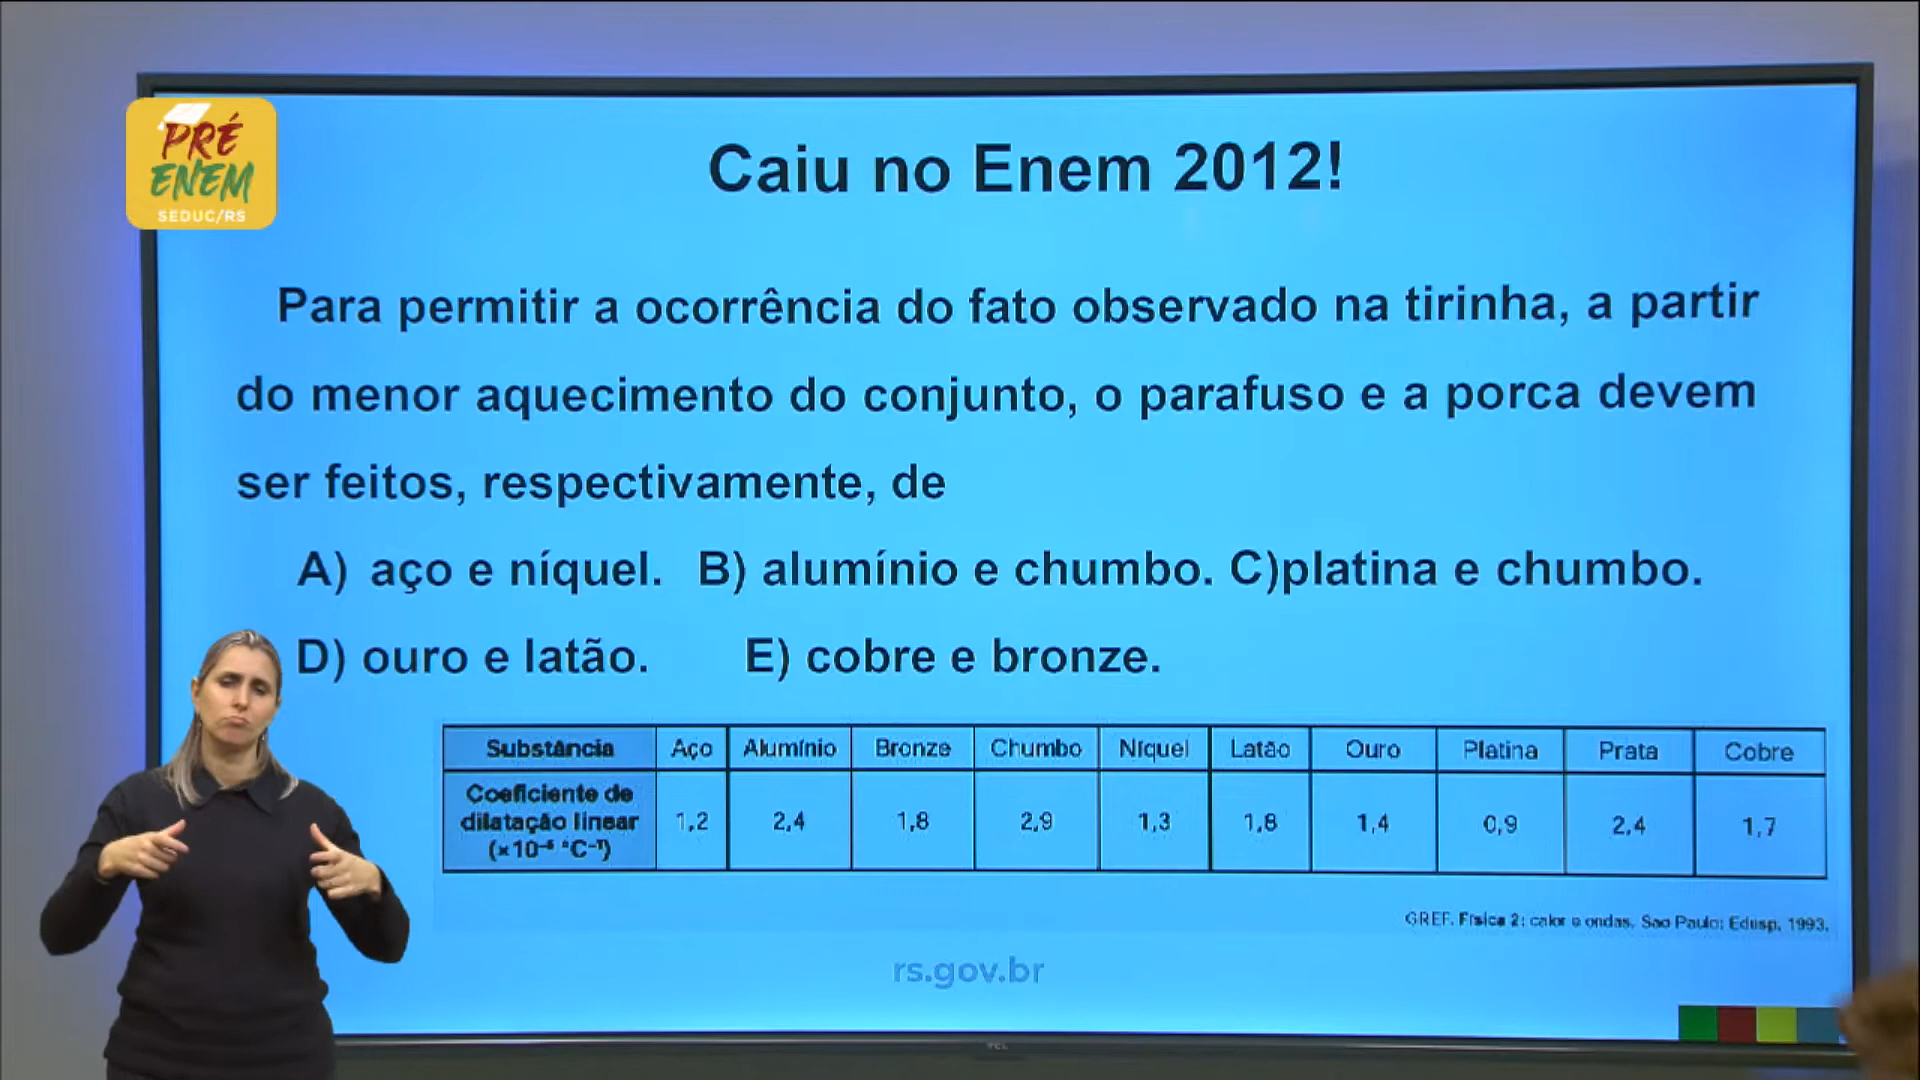 PRÉ
ENEM
SEDUC/RS
Caiu no Enem 2012!
Para permitir a ocorrência do fato observado na tirinha, a partir
do menor aquecimento do conjunto, o parafuso e a porca devem
ser feitos, respectivamente, de
A) aço e níquel. B) alumínio e chumbo. C)platina e chumbo.
D) ouro e latão. E) cobre e bronze.
Substância Aço Alumínio Bronze Chumbo Níquel Latão Ouro Platina Prata Cobre
Coeficiente de
dilatação linear 1,2 2,4 1,8 2,9 1,3 1,8 1,4 0,9 2,4 1,7
(×10⁻⁵ °C⁻¹)
GREF. Física 2: calor e ondas. São Paulo: Edusp, 1993.
rs.gov.br
TCL